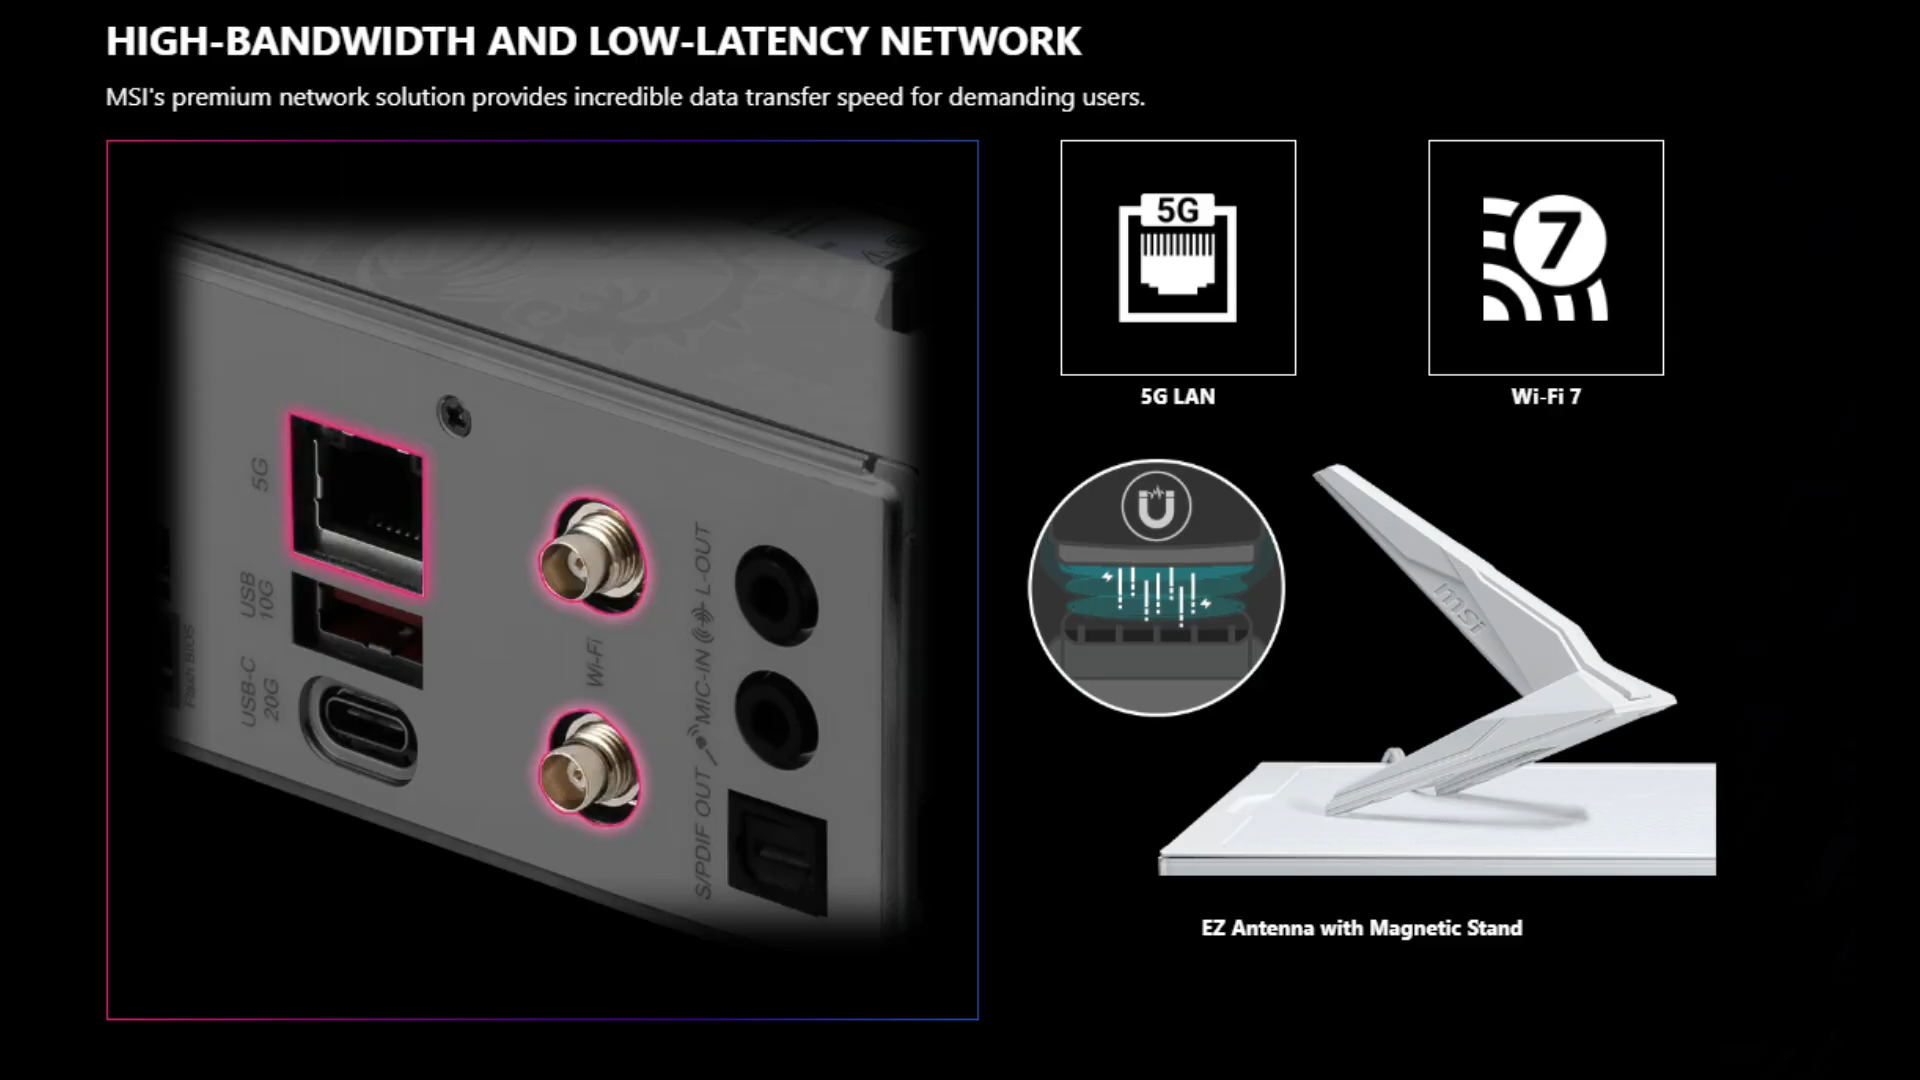 HIGH-BANDWIDTH AND LOW-LATENCY NETWORK
MSI's premium network solution provides incredible data transfer speed for demanding users.
5G
USB
10G
USB-C
20G
Flash BIOS
Wi-Fi
L-OUT
MIC-IN
S/PDIF OUT
5G
5G LAN
7
Wi-Fi 7
msi
EZ Antenna with Magnetic Stand